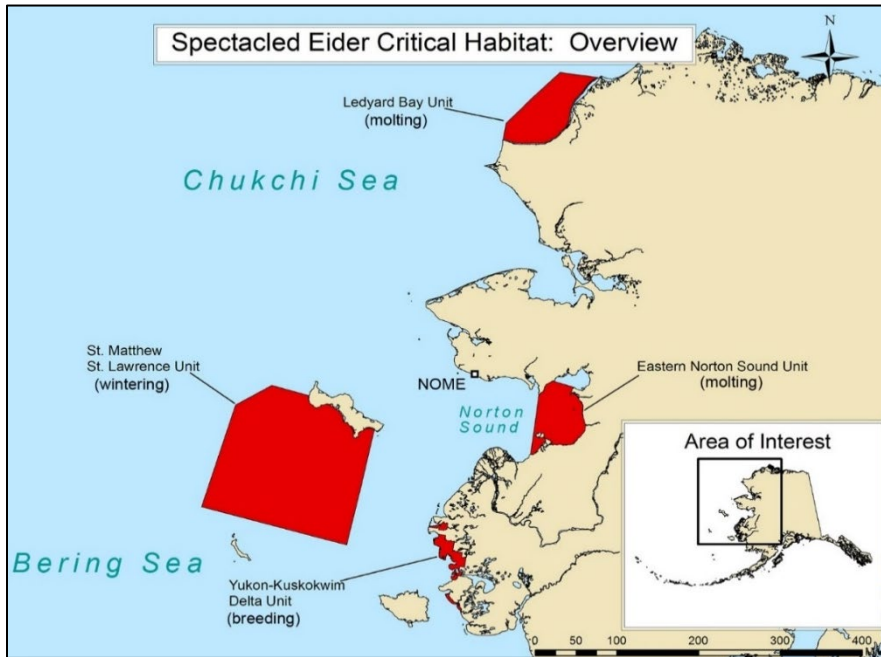 Spectacled Eider Critical Habitat: Overview
N
Ledyard Bay Unit
(molting)
Chukchi Sea
St. Matthew
St. Lawrence Unit
(wintering)
NOME
Norton
Sound
Eastern Norton Sound Unit
(molting)
Area of Interest
Bering Sea
Yukon-Kuskokwim
Delta Unit
(breeding)
0 50 100 200 300 400